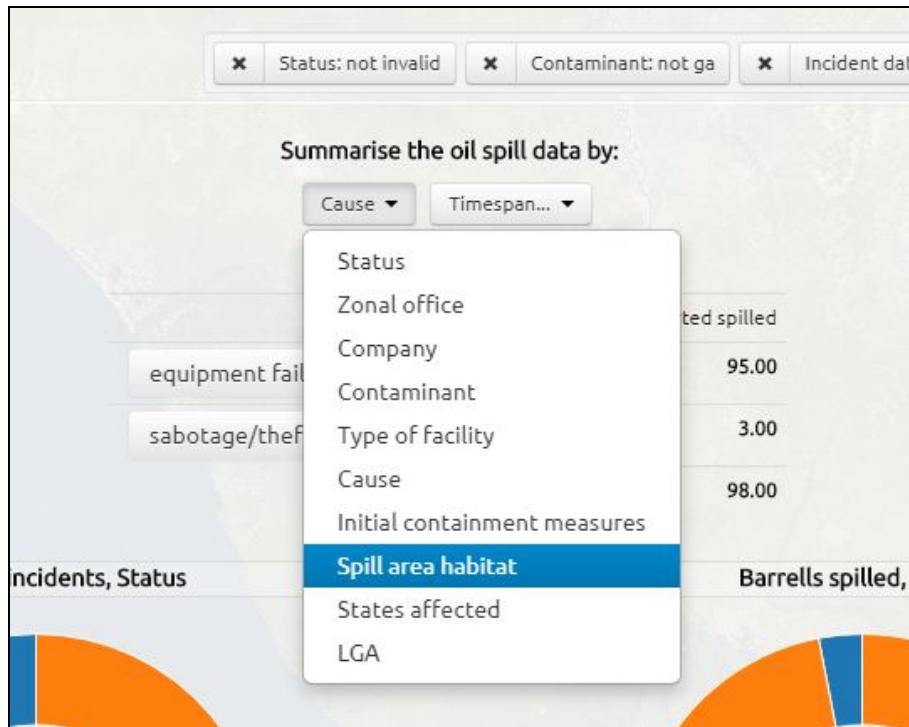 ✖ Status: not invalid ✖ Contaminant: not ga ✖ Incident dat
Summarise the oil spill data by:
Cause Timespan...
Status
Zonal office
ted spilled
Company
equipment fail 95.00
Contaminant
Type of facility
sabotage/thef 3.00
Cause
98.00
Initial containment measures
Spill area habitat
incidents, Status Barrells spilled,
States affected
LGA